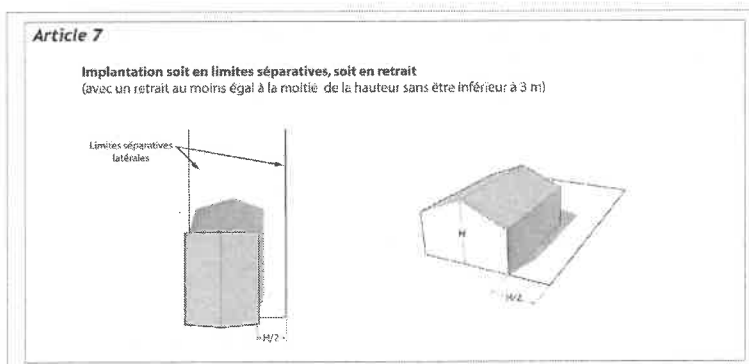 Article 7
Implantation soit en limites séparatives, soit en retrait
(avec un retrait au moins égal à la moitié de la hauteur sans être inférieur à 3 m)
Limites séparatives
latérales
H
H/2
H/2